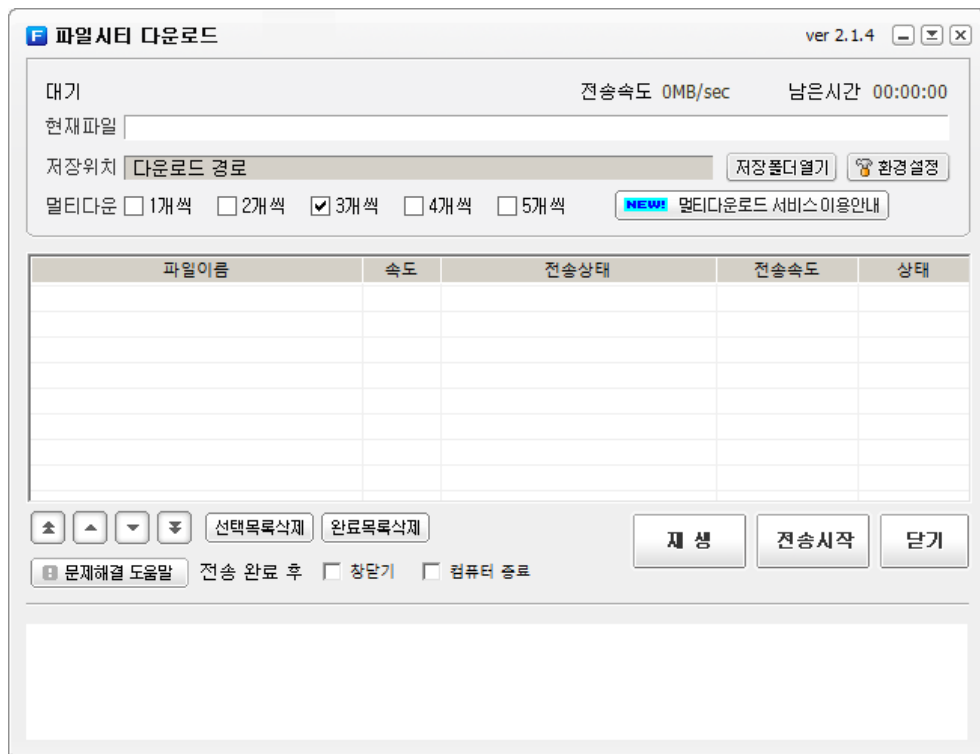 F 파일시티 다운로드 ver 2.1.4
대기 전송속도 0MB/sec 남은시간 00:00:00
현재파일
저장위치 다운로드 경로 저장폴더열기 환경설정
멀티다운 1개씩 2개씩 3개씩 4개씩 5개씩 NEW! 멀티다운로드 서비스이용안내
파일이름 속도 전송상태 전송속도 상태
선택목록삭제 완료목록삭제 재 생 전송시작 닫기
문제해결 도움말 전송 완료 후 창닫기 컴퓨터 종료